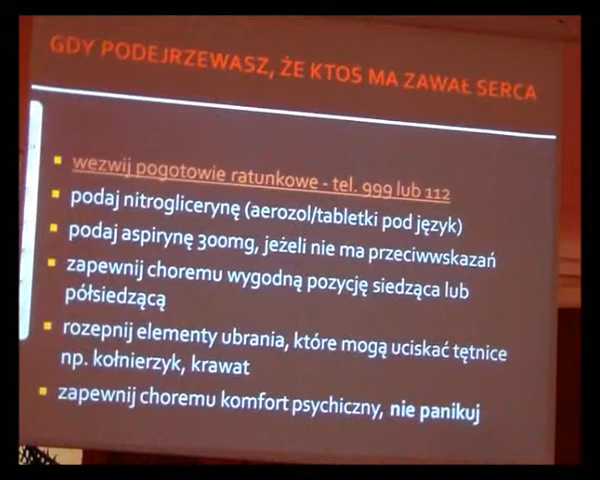 GDY PODEJRZEWASZ, ŻE KTOS MA ZAWAŁ SERCA
wezwij pogotowie ratunkowe - tel. 999 lub 112
podaj nitroglicerynę (aerozol/tabletki pod język)
podaj aspirynę 300mg, jeżeli nie ma przeciwwskazań
zapewnij choremu wygodną pozycję siedząca lub
półsiedzącą
rozepnij elementy ubrania, które mogą uciskać tętnice
np. kołnierzyk, krawat
zapewnij choremu komfort psychiczny, nie panikuj